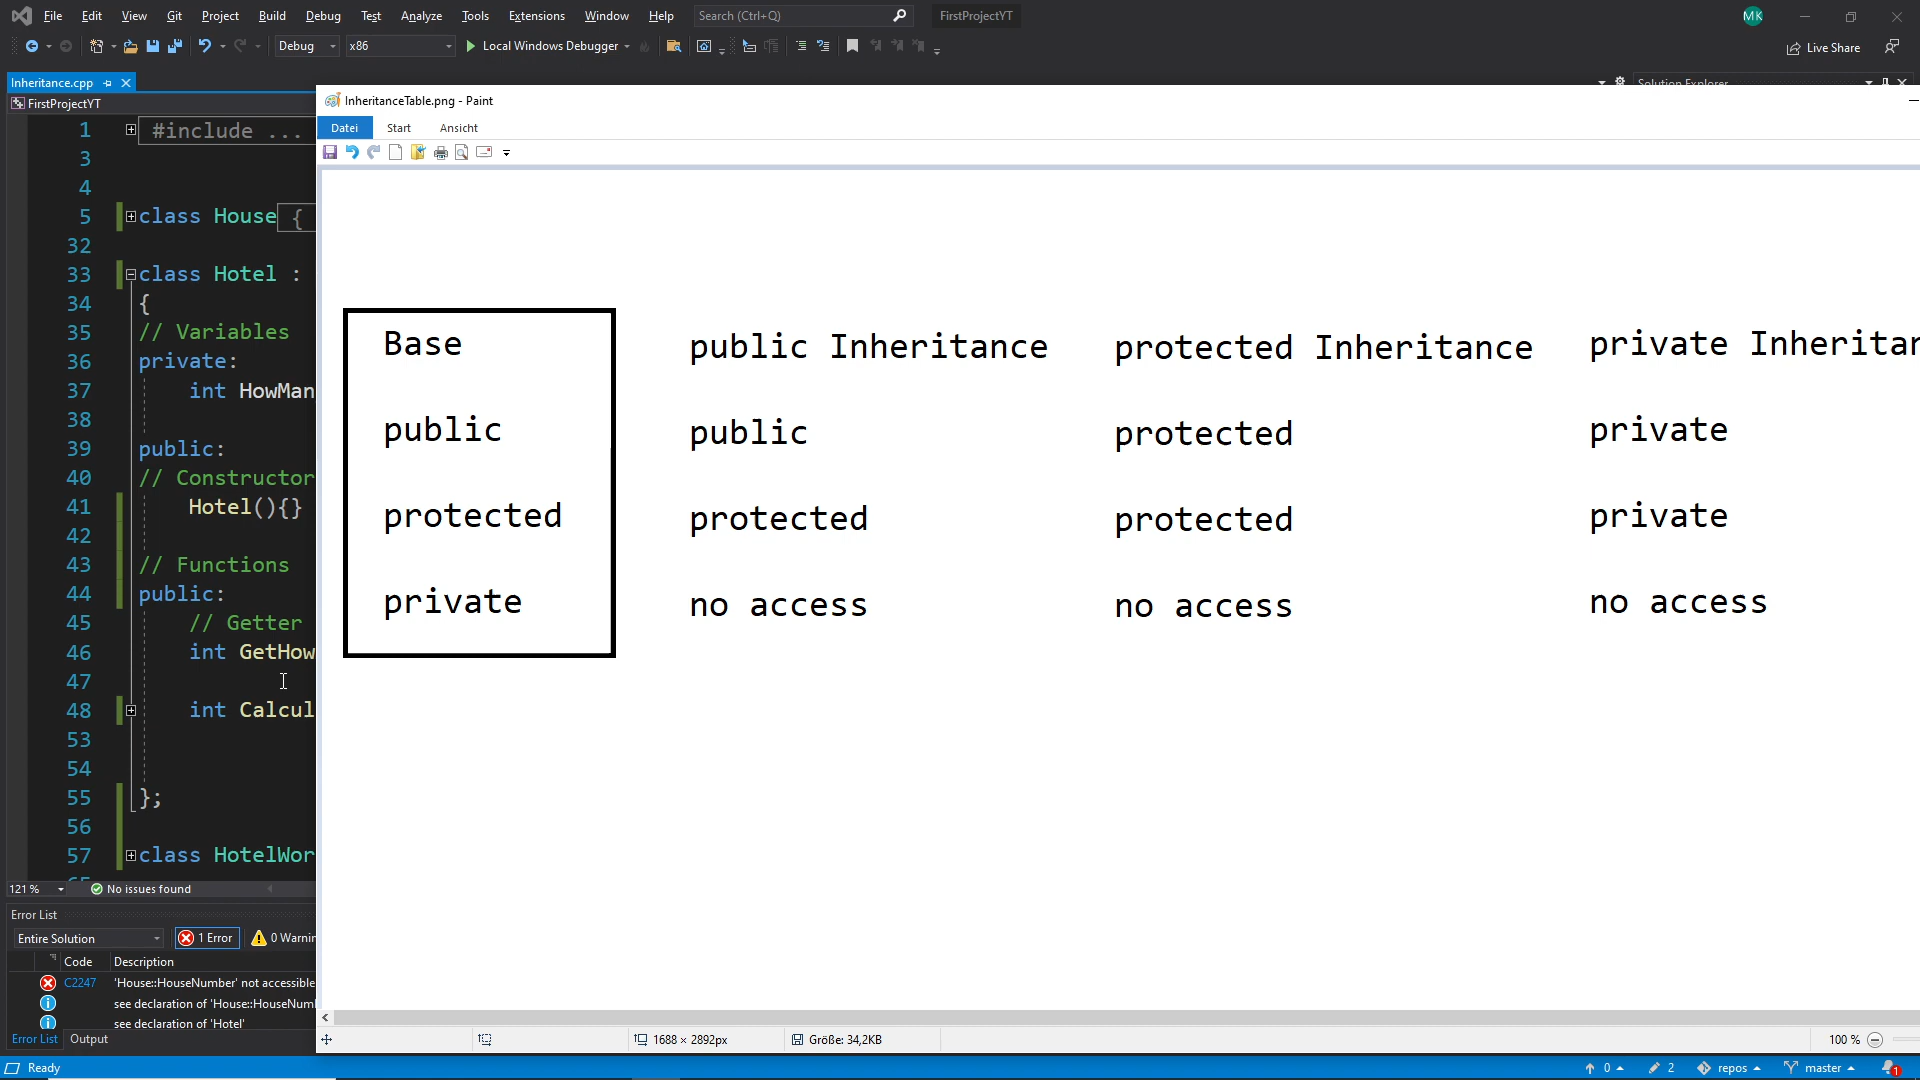 File Edit View Git Project Build Debug Test Analyze Tools Extensions Window Help Search (Ctrl+Q) FirstProjectYT MK
Debug x86 Local Windows Debugger Live Share
Inheritance.cpp Solution Explorer
FirstProjectYT
InheritanceTable.png - Paint
Datei Start Ansicht
1 #include ...
3
4
5 class House {
32
33 class Hotel :
34 {
35 // Variables
36 private:
37 int HowMan
38
39 public:
40 // Constructor
41 Hotel(){}
42
43 // Functions
44 public:
45 // Getter
46 int GetHow
47
48 int Calcul
53
54
55 };
56
57 class HotelWor
Base public Inheritance protected Inheritance private Inheritan
public public protected private
protected protected protected private
private no access no access no access
121 % No issues found
Error List
Entire Solution 1 Error 0 Warnin
Code Description
C2247 'House::HouseNumber' not accessible
see declaration of 'House::HouseNum
see declaration of 'Hotel'
Error List Output
1688 × 2892px Größe: 34,2KB 100 %
Ready 0 2 repos master 1